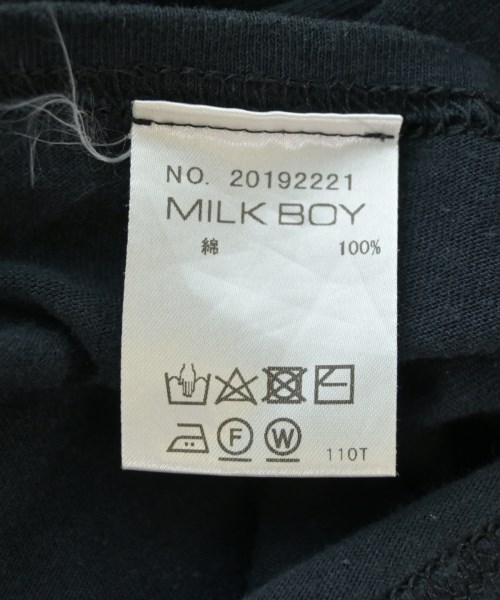 NO. 20192221
MILK BOY
綿 100%
F W 110T